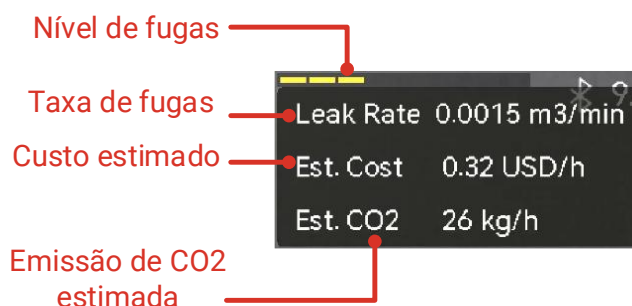 Nível de fugas
Taxa de fugas
Custo estimado
Emissão de CO2
estimada
9.
Leak Rate 0.0015 m3/min
Est. Cost 0.32 USD/h
Est. CO2 26 kg/h